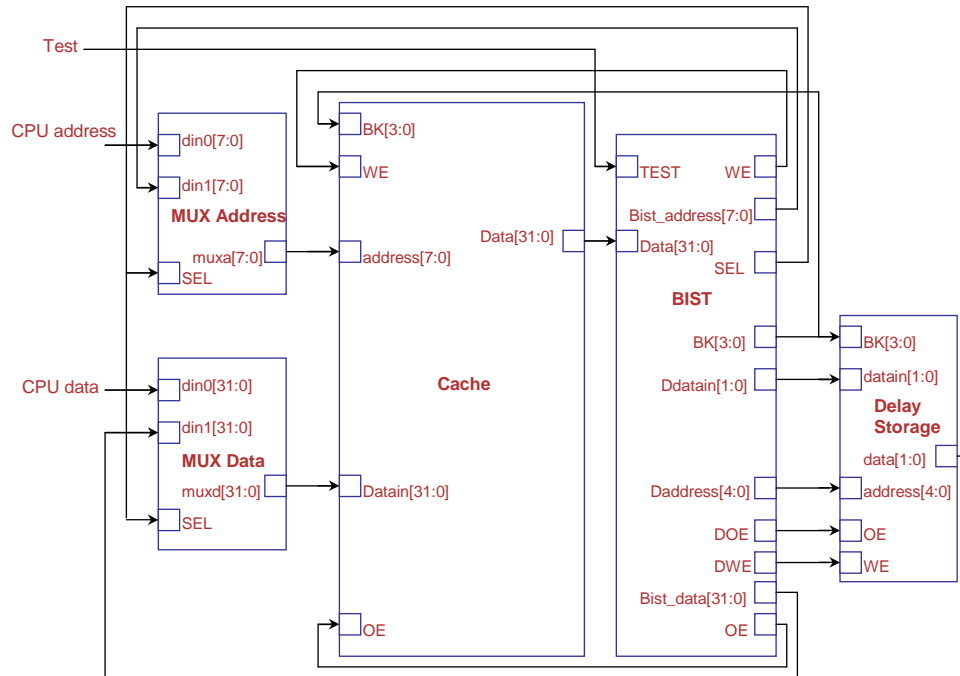 Test
CPU address
din0[7:0]
din1[7:0]
MUX Address
muxa[7:0]
SEL
CPU data
din0[31:0]
din1[31:0]
MUX Data
muxd[31:0]
SEL
BK[3:0]
WE
address[7:0]
Data[31:0]
Cache
Datain[31:0]
OE
TEST
WE
Bist_address[7:0]
Data[31:0]
SEL
BIST
BK[3:0]
Ddatain[1:0]
Daddress[4:0]
DOE
DWE
Bist_data[31:0]
OE
BK[3:0]
datain[1:0]
Delay
Storage
data[1:0]
address[4:0]
OE
WE